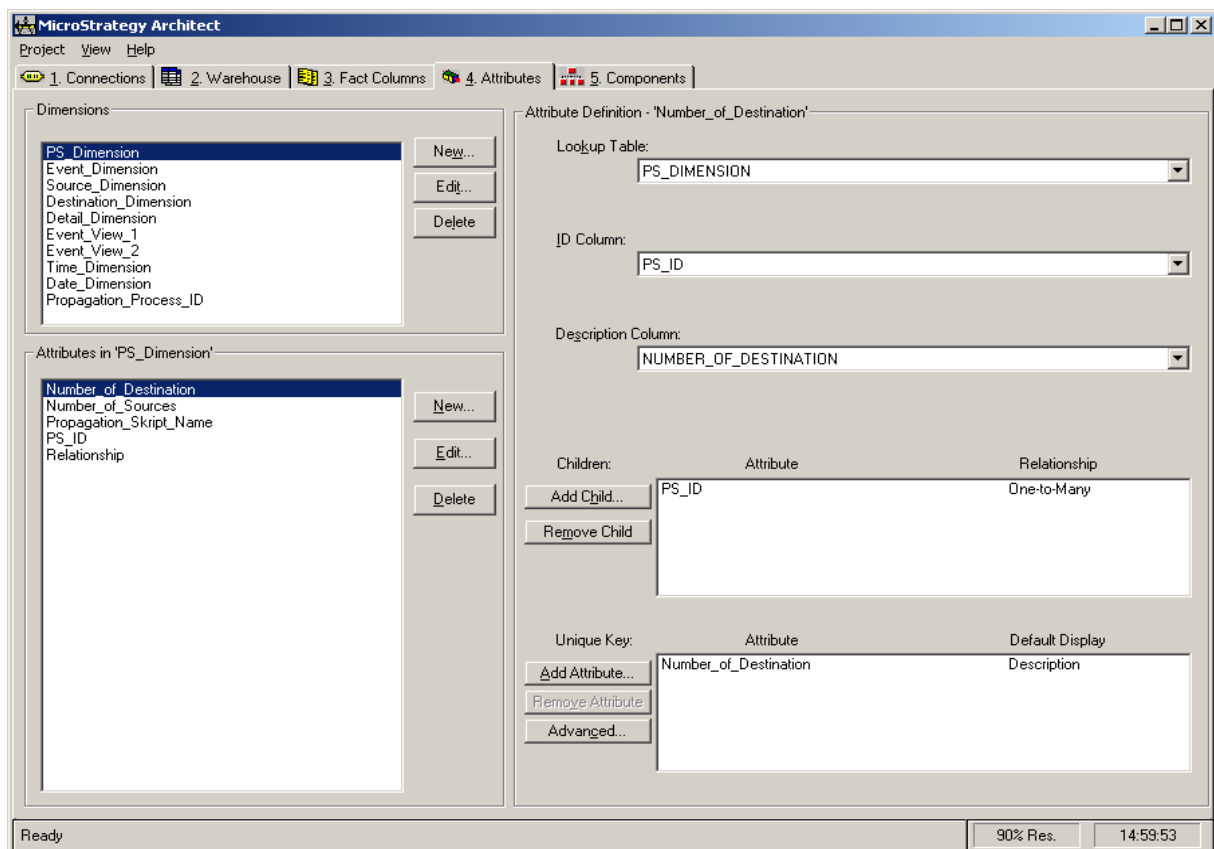 MicroStrategy Architect
Project View Help
1. Connections 2. Warehouse 3. Fact Columns 4. Attributes 5. Components
Dimensions
PS_Dimension
Event_Dimension
Source_Dimension
Destination_Dimension
Detail_Dimension
Event_View_1
Event_View_2
Time_Dimension
Date_Dimension
Propagation_Process_ID
New...
Edit...
Delete
Attributes in 'PS_Dimension'
Number_of_Destination
Number_of_Sources
Propagation_Skript_Name
PS_ID
Relationship
New...
Edit...
Delete
Attribute Definition - 'Number_of_Destination'
Lookup Table:
PS_DIMENSION
ID Column:
PS_ID
Description Column:
NUMBER_OF_DESTINATION
Children: Attribute Relationship
Add Child... PS_ID One-to-Many
Remove Child
Unique Key: Attribute Default Display
Add Attribute... Number_of_Destination Description
Remove Attribute
Advanced...
Ready 90% Res. 14:59:53